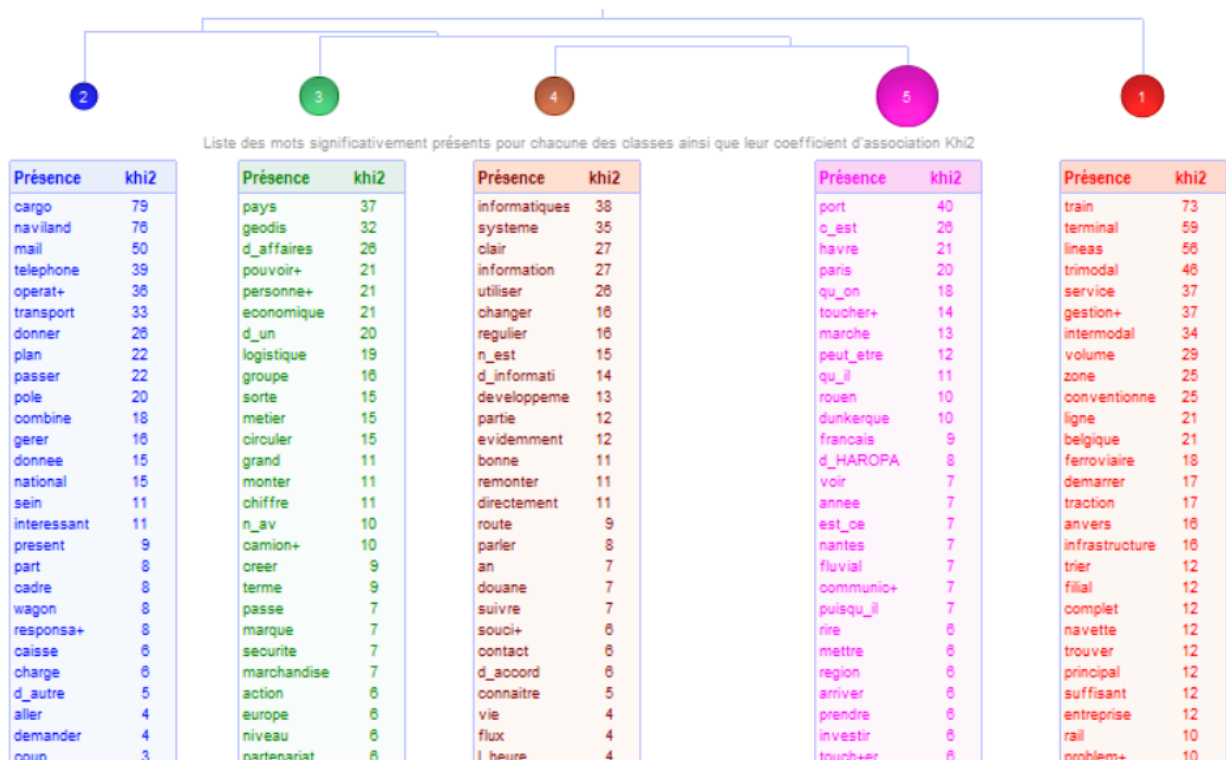 2 3 4 5 1
Liste des mots significativement présents pour chacune des classes ainsi que leur coefficient d'association Khi2
Présence khi2 Présence khi2 Présence khi2 Présence khi2 Présence khi2
cargo 79 pays 37 informatiques 38 port 40 train 73
naviland 76 geodis 32 systeme 35 c_est 26 terminal 59
mail 50 d_affaires 26 clair 27 havre 21 lineas 56
telephone 39 pouvoir+ 21 information 27 paris 20 trimodal 46
operat+ 36 personne+ 21 utiliser 26 qu_on 18 service 37
transport 33 economique 21 changer 16 toucher+ 14 gestion+ 37
donner 26 d_un 20 regulier 16 marche 13 intermodal 34
plan 22 logistique 19 n_est 15 peut_etre 12 volume 29
passer 22 groupe 16 d_informati 14 qu_il 11 zone 25
pole 20 sorte 15 developpeme 13 rouen 10 conventionne 25
combine 18 metier 15 partie 12 dunkerque 10 ligne 21
gerer 16 circuler 15 evidemment 12 francais 9 belgique 21
donnee 15 grand 11 bonne 11 d_HAROPA 8 ferroviaire 18
national 15 monter 11 remonter 11 voir 7 demarrer 17
sein 11 chiffre 11 directement 11 annee 7 traction 17
interessant 11 n_av 10 route 9 est_ce 7 anvers 16
present 9 camion+ 10 parler 8 nantes 7 infrastructure 16
part 8 creer 9 an 7 fluvial 7 trier 12
cadre 8 terme 9 douane 7 communic+ 7 filial 12
wagon 8 passe 7 suivre 7 puisqu_il 7 complet 12
responsa+ 8 marque 7 souci+ 6 rire 6 navette 12
caisse 6 securite 7 contact 6 mettre 6 trouver 12
charge 6 marchandise 7 d_accord 6 region 6 principal 12
d_autre 5 action 6 connaitre 5 arriver 6 suffisant 12
aller 4 europe 6 vie 4 prendre 6 entreprise 12
demander 4 niveau 6 flux 4 investir 6 rail 10
coup 3 partenariat 6 l_heure 4 touch+er 6 problem+ 10